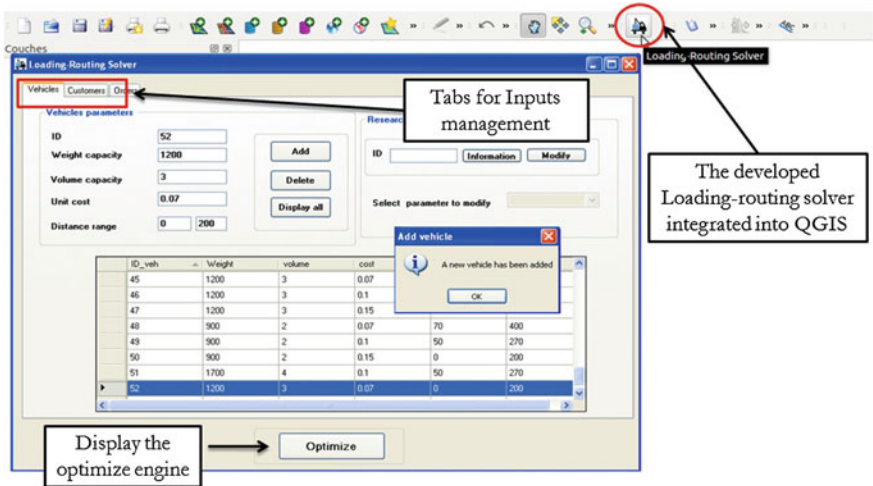 Couches
Loading-Routing Solver
Loading-Routing Solver
Vehicles Customers Orders
Tabs for Inputs
management
Vehicles parameters
ID 52
Weight capacity 1200
Volume capacity 3
Unit cost 0.07
Distance range 0 200
Add
Delete
Display all
ID Information Modify
Select parameter to modify
The developed
Loading-routing solver
integrated into QGIS
Add vehicle
A new vehicle has been added
OK
ID_veh Weight volume cost
45 1200 3 0.07
46 1200 3 0.1
47 1200 3 0.15
48 900 2 0.07 70 400
49 900 2 0.1 50 270
50 900 2 0.15 0 200
51 1700 4 0.1 50 270
52 1200 3 0.07 0 200
Display the
optimize engine
Optimize